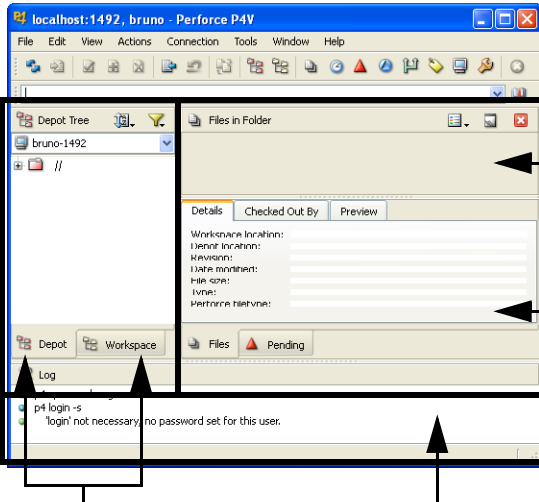 localhost:1492, bruno - Perforce P4V
File Edit View Actions Connection Tools Window Help
Depot Tree
Files in Folder
bruno-1492
//
Details Checked Out By Preview
Workspace location:
Depot location:
Revision:
Date modified:
File size:
Type:
Perforce filetype:
Depot Workspace
Files Pending
Log
p4 login -s
'login' not necessary, no password set for this user.